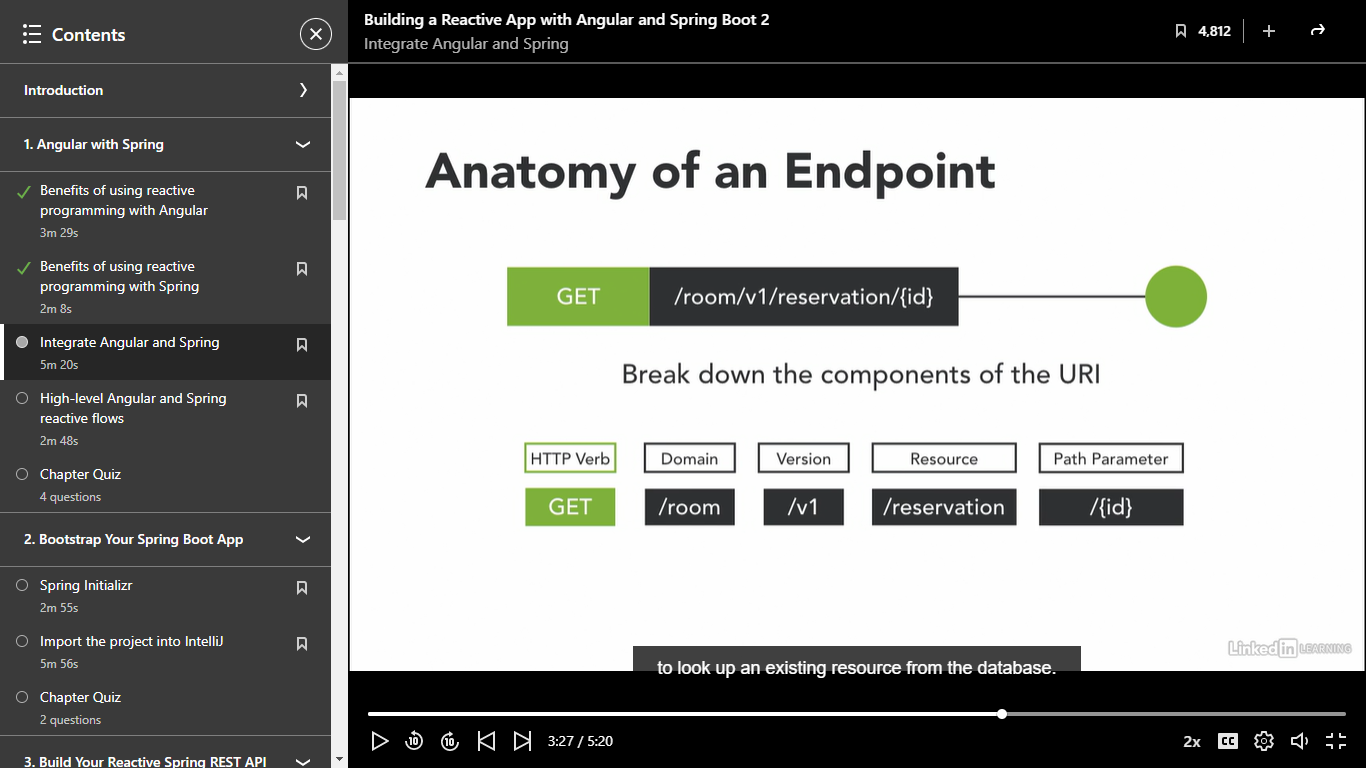 Contents
Introduction
1. Angular with Spring
Benefits of using reactive
programming with Angular
3m 29s
Benefits of using reactive
programming with Spring
2m 8s
Integrate Angular and Spring
5m 20s
High-level Angular and Spring
reactive flows
2m 48s
Chapter Quiz
4 questions
2. Bootstrap Your Spring Boot App
Spring Initializr
2m 55s
Import the project into IntelliJ
5m 56s
Chapter Quiz
2 questions
3. Build Your Reactive Spring REST API
Building a Reactive App with Angular and Spring Boot 2
Integrate Angular and Spring
4,812
Anatomy of an Endpoint
GET /room/v1/reservation/{id}
Break down the components of the URI
HTTP Verb Domain Version Resource Path Parameter
GET /room /v1 /reservation /{id}
LinkedIn LEARNING
to look up an existing resource from the database.
10 10 3:27 / 5:20 2x CC